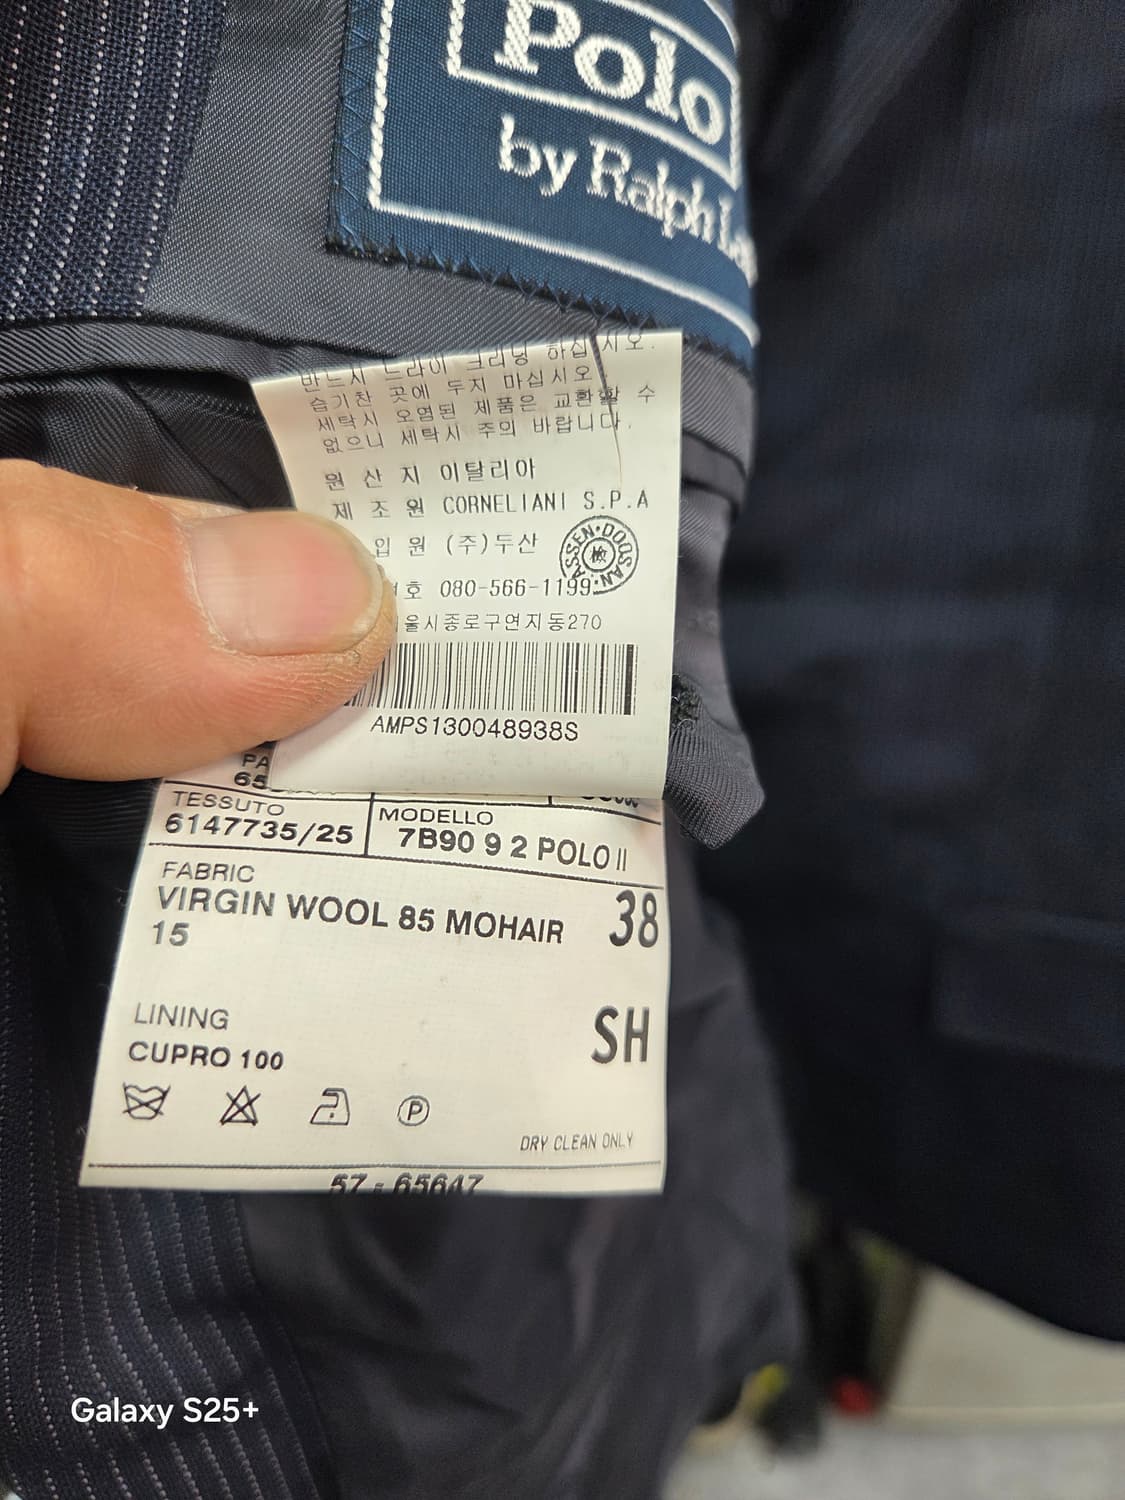 Polo
by Ralph
반드시 드라이 크리닝 하십시오.
습기찬 곳에 두지 마십시오
세탁시 오염된 제품은 교환할 수
없으니 세탁시 주의 바랍니다.
원 산 지 이탈리아
제 조 원 CORNELIANI S.P.A
입 원 (주)두산
호 080-566-1199
울시종로구연지동270
AMPS130048938S
TESSUTO
6147735/25
MODELLO
7B90 9 2 POLO II
FABRIC
VIRGIN WOOL 85 MOHAIR
15
38
LINING
CUPRO 100
SH
P
DRY CLEAN ONLY
57 - 65647
Galaxy S25+